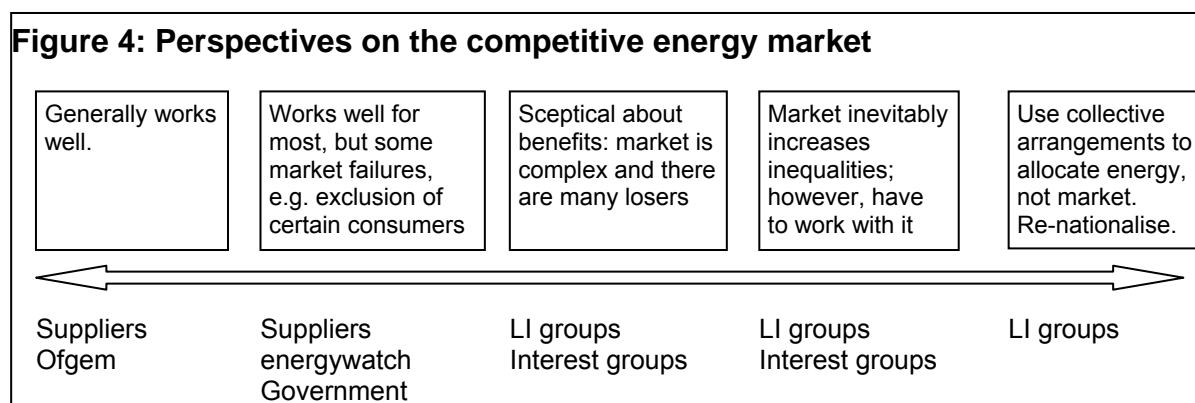 Figure 4: Perspectives on the competitive energy market
Generally works
well.
Works well for
most, but some
market failures,
e.g. exclusion of
certain consumers
Sceptical about
benefits: market is
complex and there
are many losers
Market inevitably
increases
inequalities;
however, have
to work with it
Use collective
arrangements to
allocate energy,
not market.
Re-nationalise.
Suppliers
Ofgem
Suppliers
energywatch
Government
LI groups
Interest groups
LI groups
Interest groups
LI groups